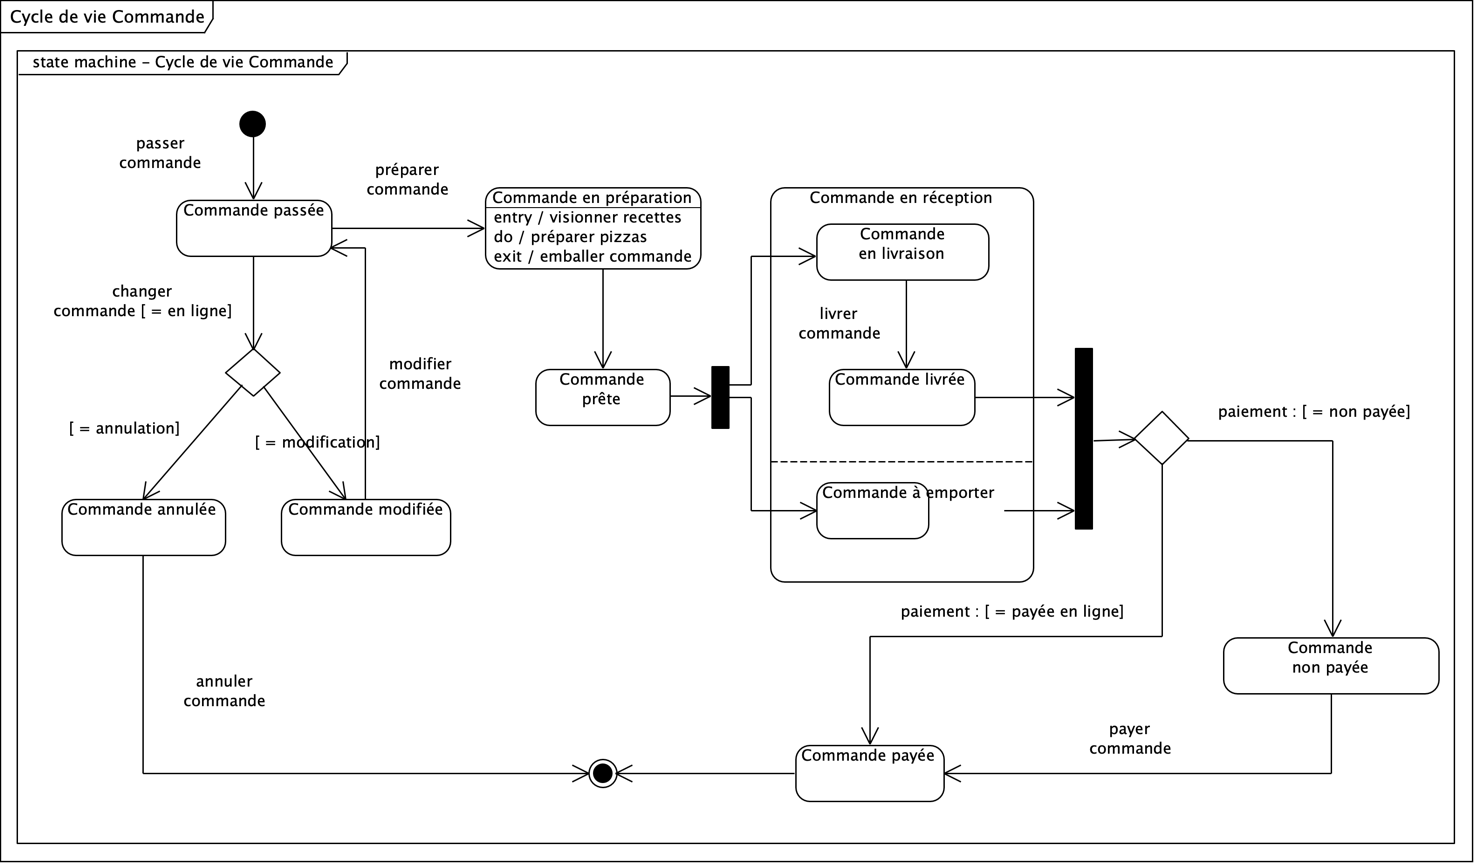 Cycle de vie Commande
state machine – Cycle de vie Commande
passer
commande
préparer
commande
Commande passée
Commande en préparation
entry / visionner recettes
do / préparer pizzas
exit / emballer commande
Commande en réception
Commande
en livraison
changer
commande [ = en ligne]
livrer
commande
modifier
commande
Commande
prête
Commande livrée
paiement : [ = non payée]
[ = annulation]
[ = modification]
Commande annulée
Commande modifiée
Commande à emporter
paiement : [ = payée en ligne]
Commande
non payée
annuler
commande
payer
commande
Commande payée